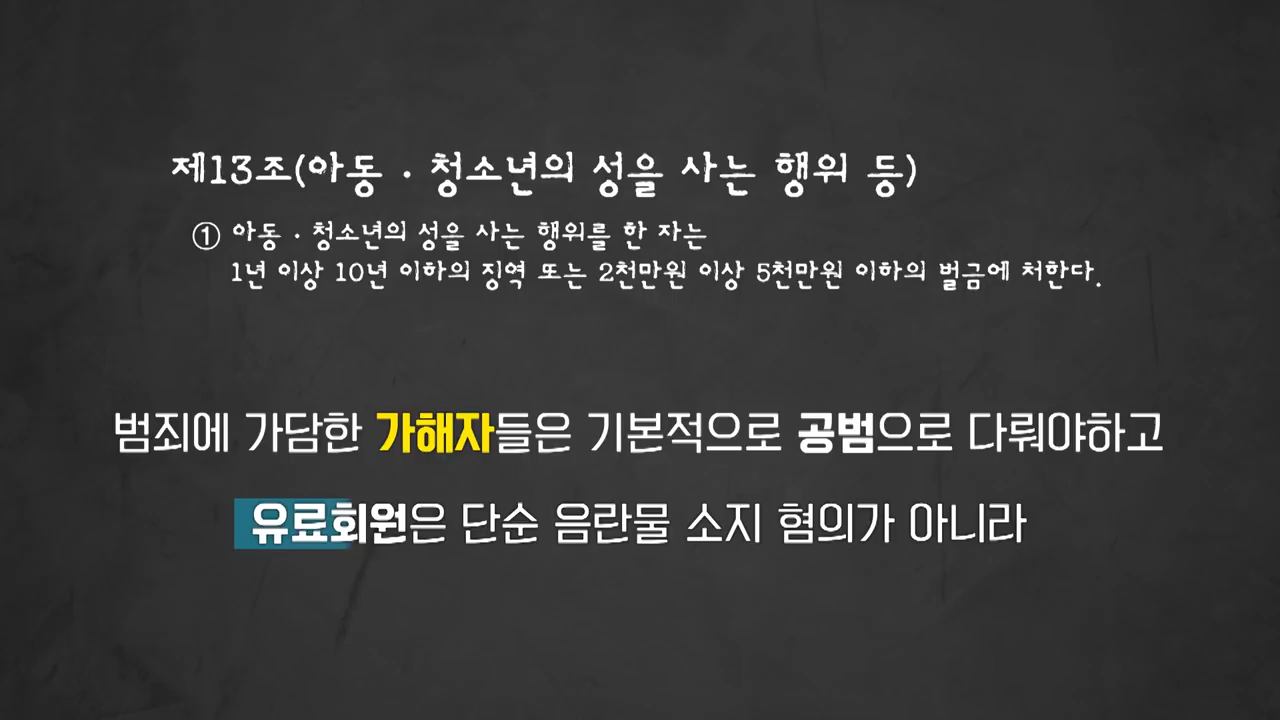 제13조(아동·청소년의 성을 사는 행위 등)
① 아동·청소년의 성을 사는 행위를 한 자는
1년 이상 10년 이하의 징역 또는 2천만원 이상 5천만원 이하의 벌금에 처한다.
범죄에 가담한 가해자들은 기본적으로 공범으로 다뤄야하고
유료회원은 단순 음란물 소지 혐의가 아니라